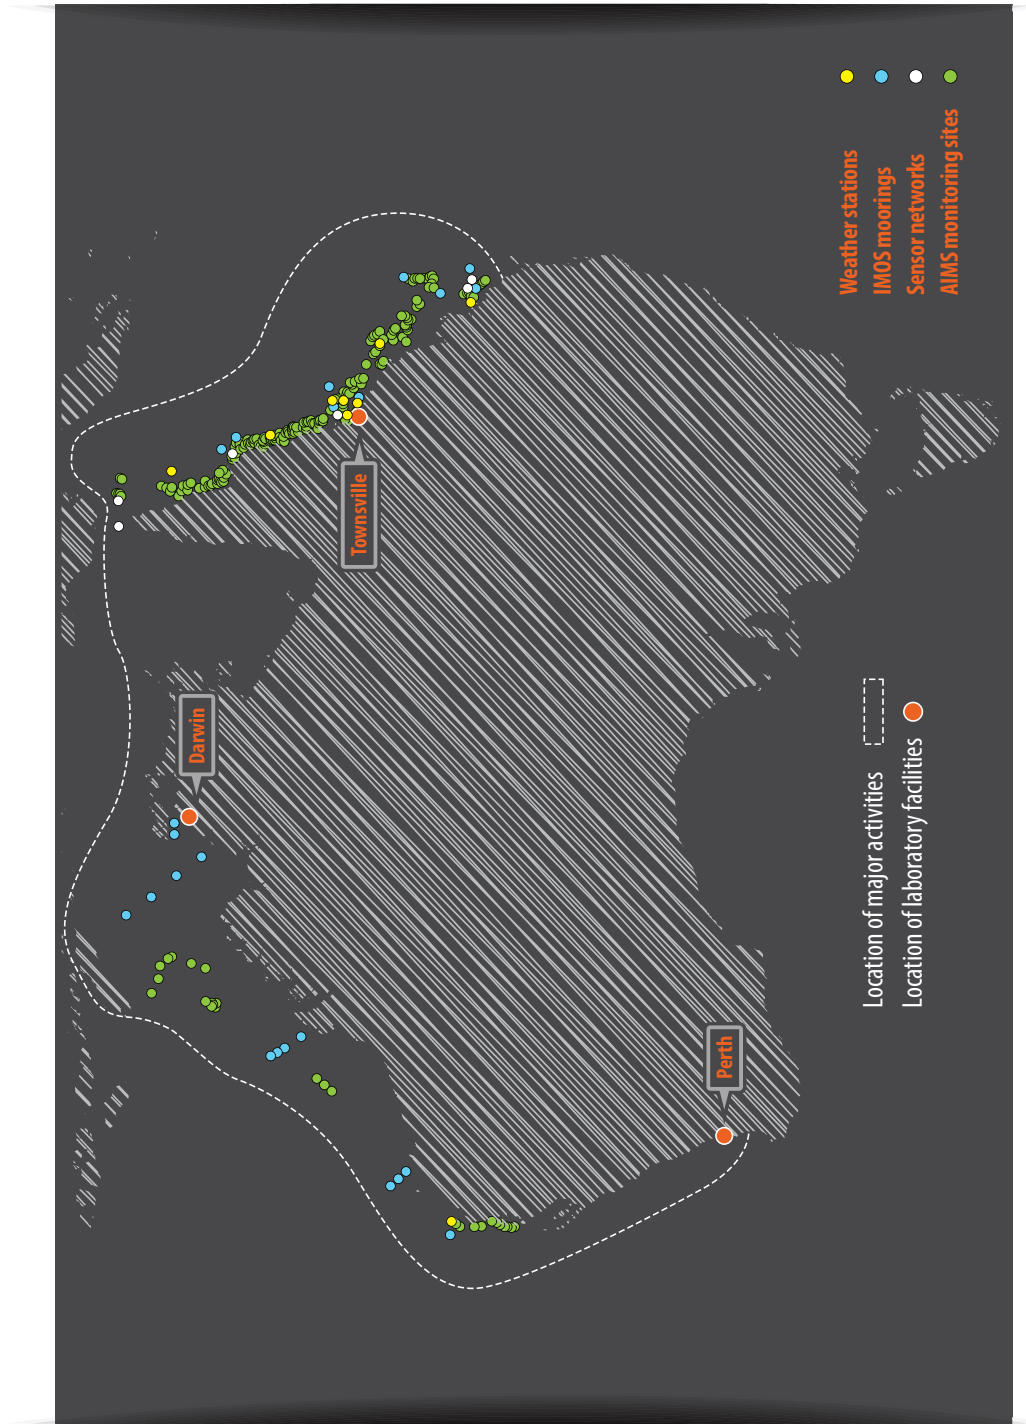 Weather stations
IMOS moorings
Sensor networks
AIMS monitoring sites
Townsville
Darwin
Perth
Location of major activities
Location of laboratory facilities